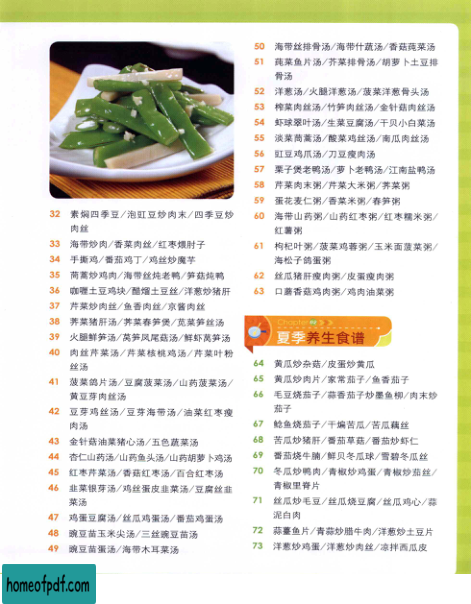 32 素焖四季豆/泡豇豆炒肉末/四季豆炒
肉丝
33 海带炒肉/香菜肉丝/红枣煨肘子
34 手撕鸡/番茄鸡丁/鸡丝炒魔芋
35 茼蒿炒鸡肉/海带丝炖老鸭/笋菇炖鸭
36 咖喱土豆鸡块/醋熘土豆丝/洋葱炒猪肝
37 芹菜炒肉丝/鱼香肉丝/京酱肉丝
38 荠菜猪肝汤/荠菜春笋煲/苋菜笋丝汤
39 火腿鲜笋汤/莴笋凤尾菇汤/鲜虾莴笋汤
40 肉丝芹菜汤/芹菜核桃鸡汤/芹菜叶粉
丝汤
41 菠菜鸽片汤/豆腐菠菜汤/山药菠菜汤/
黄豆芽肉丝汤
42 豆芽鸡丝汤/豆芽海带汤/油菜红枣瘦
肉汤
43 金针菇油菜猪心汤/五色蔬菜汤
44 杏仁山药汤/山药鱼头汤/山药胡萝卜鸡汤
45 红枣芹菜汤/香菇红枣汤/百合红枣汤
46 韭菜银芽汤/鸡丝蛋皮韭菜汤/豆腐丝韭
菜汤
47 鸡蛋豆腐汤/丝瓜鸡蛋汤/番茄鸡蛋汤
48 豌豆苗玉米尖汤/三丝豌豆苗汤
49 豌豆苗蛋汤/海带木耳菜汤
50 海带丝排骨汤/海带什蔬汤/香菇莼菜汤
51 莼菜鱼片汤/芥菜排骨汤/胡萝卜土豆排
骨汤
52 洋葱汤/火腿洋葱汤/菠菜洋葱骨头汤
53 榨菜肉丝汤/竹笋肉丝汤/金针菇肉丝汤
54 虾球翠叶汤/生菜豆腐汤/干贝小白菜汤
55 淡菜茼蒿汤/酸菜鸡丝汤/南瓜肉丝汤
56 豇豆鸡爪汤/刀豆瘦肉汤
57 栗子煲老鸭汤/萝卜老鸭汤/江南盐鸭汤
58 芹菜肉末粥/芹菜大米粥/荠菜粥
59 蛋花麦仁粥/香菜米粥/春笋粥
60 海带山药粥/山药红枣粥/红枣糯米粥/
红薯粥
61 枸杞叶粥/菠菜鸡蓉粥/玉米面菠菜粥/
海松子鸽蛋粥
62 丝瓜猪肝瘦肉粥/皮蛋瘦肉粥
63 口蘑香菇鸡肉粥/鸡肉油菜粥
Chapter
夏季养生食谱
64 黄瓜炒杂菇/皮蛋炒黄瓜
65 黄瓜炒肉片/家常茄子/鱼香茄子
66 毛豆烧茄子/蒜香茄子炒墨鱼柳/肉末炒
茄子
67 鲶鱼烧茄子/干煸苦瓜/苦瓜藕丝
68 苦瓜炒猪肝/番茄草菇/番茄炒虾仁
69 番茄烧牛腩/鲜贝冬瓜球/雪碧冬瓜丝
70 冬瓜炒鸭肉/青椒炒鸡蛋/青椒炒茄丝/
青椒里脊片
71 丝瓜炒毛豆/丝瓜烧豆腐/丝瓜鸡心/蒜
泥白肉
72 蒜薹鱼片/青蒜炒腊牛肉/洋葱炒土豆片
73 洋葱炒鸡蛋/洋葱炒肉丝/凉拌西瓜皮
homeofpdf.com